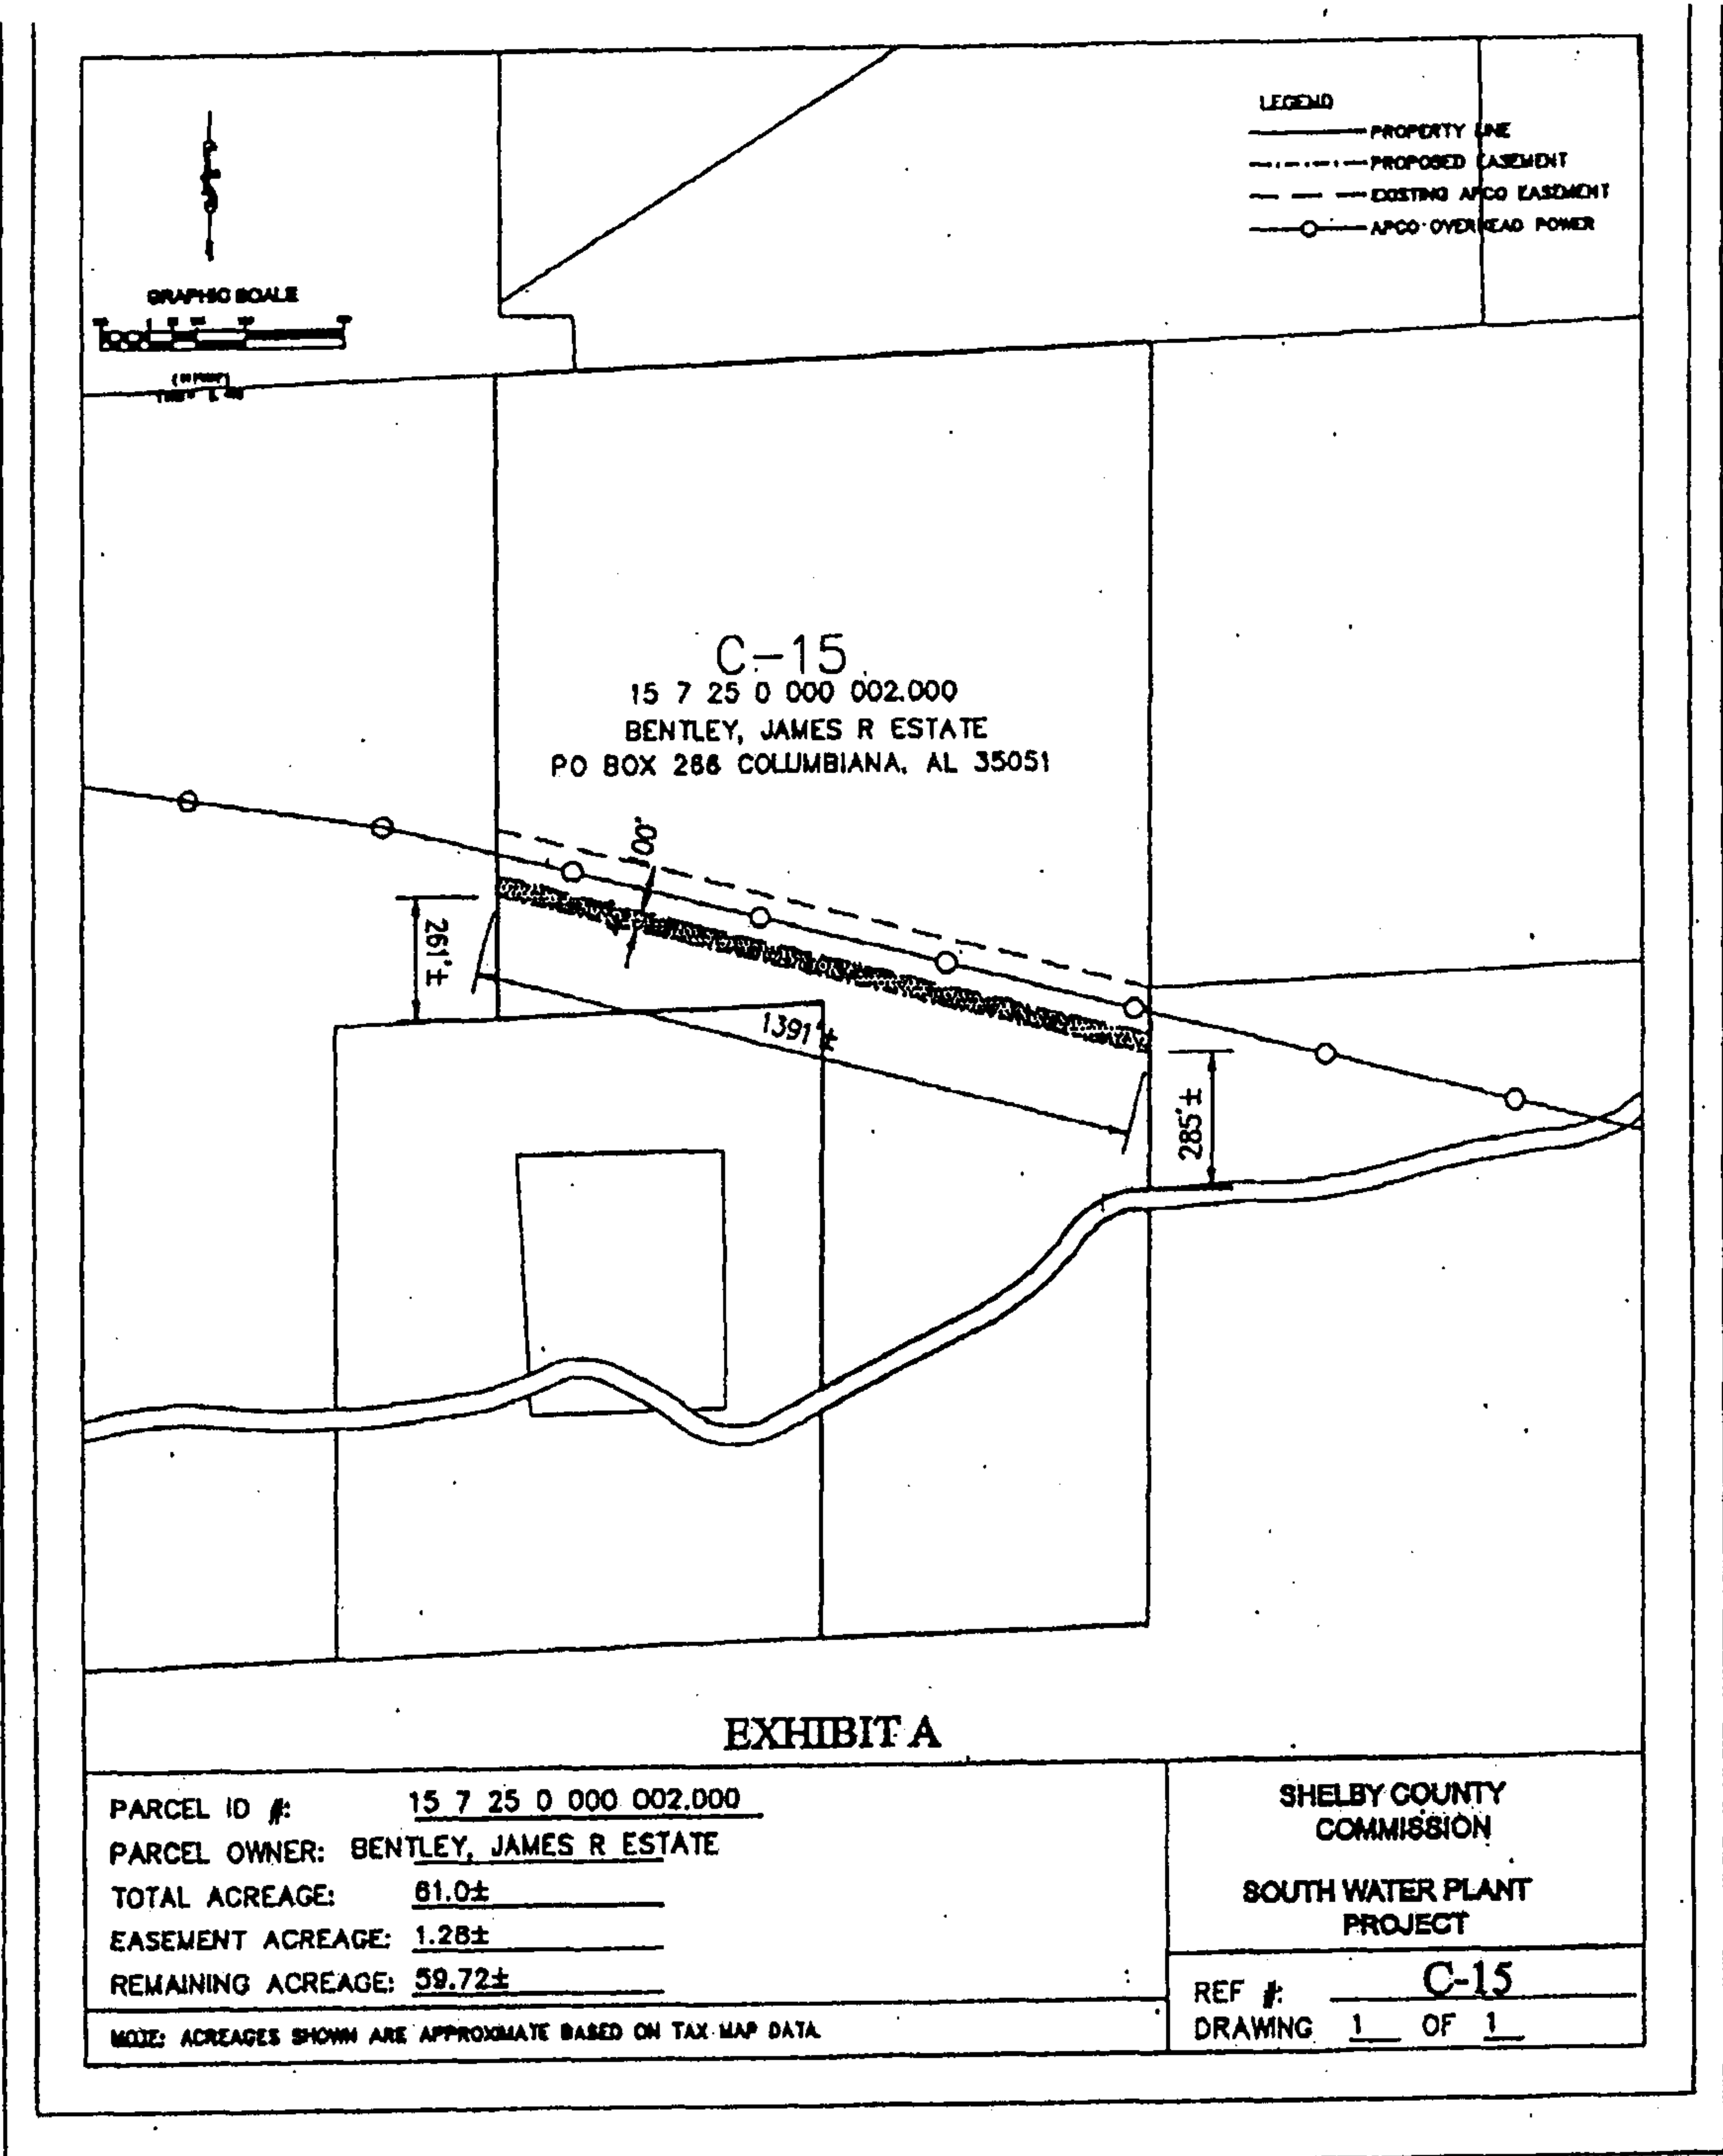 LEGEND
PROPERTY LINE
PROPOSED EASEMENT
EXISTING APCO EASEMENT
APCO OVERHEAD POWER
GRAPHIC SCALE
C-15
15 7 25 0 000 002.000
BENTLEY, JAMES R ESTATE
PO BOX 286 COLUMBIANA, AL 35051
100'
261'±
1391'±
285'±
EXHIBIT A
PARCEL ID #: 15 7 25 0 000 002.000
PARCEL OWNER: BENTLEY, JAMES R ESTATE
TOTAL ACREAGE: 61.0±
EASEMENT ACREAGE: 1.28±
REMAINING ACREAGE: 59.72±
NOTE: ACREAGES SHOWN ARE APPROXIMATE BASED ON TAX MAP DATA.
SHELBY COUNTY
COMMISSION
SOUTH WATER PLANT
PROJECT
REF #: C-15
DRAWING 1 OF 1